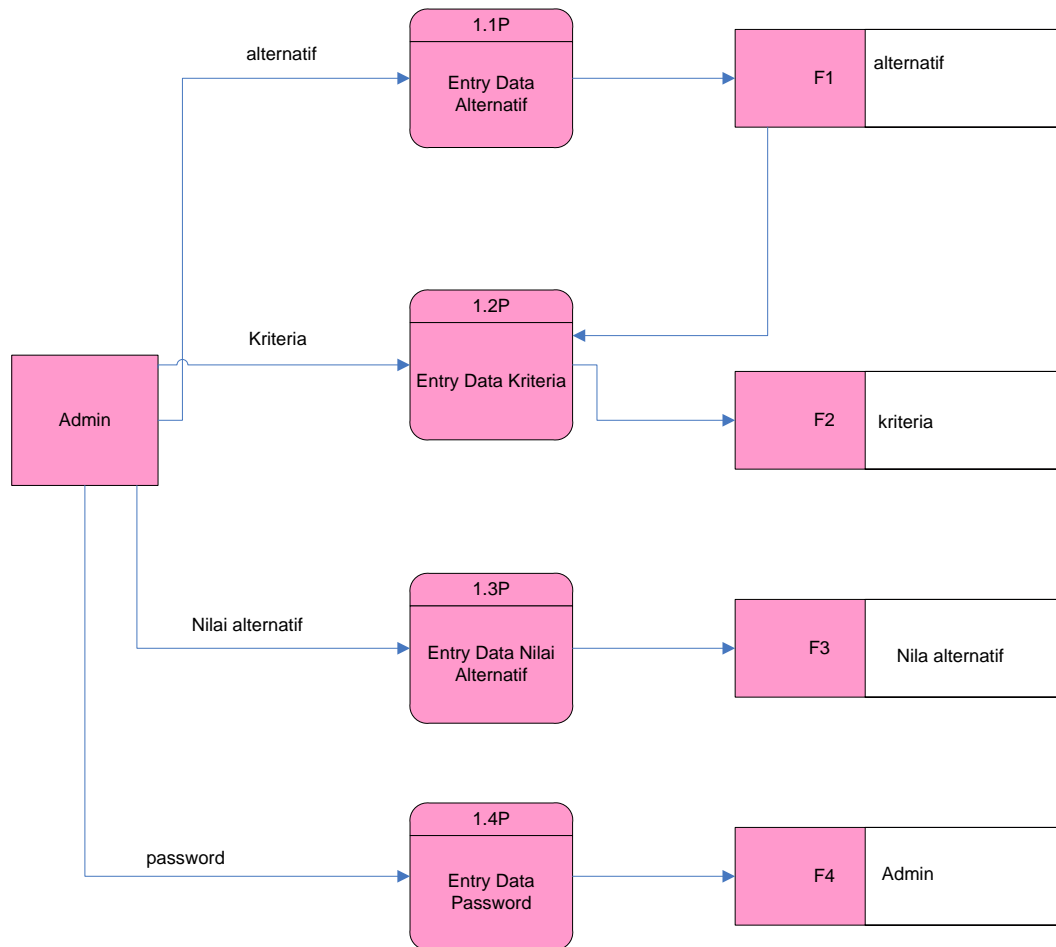 1.1P
alternatif
Entry Data
Alternatif
F1
alternatif
1.2P
Kriteria
Entry Data Kriteria
Admin
F2
kriteria
1.3P
Nilai alternatif
Entry Data Nilai
Alternatif
F3
Nila alternatif
1.4P
password
Entry Data
Password
F4
Admin